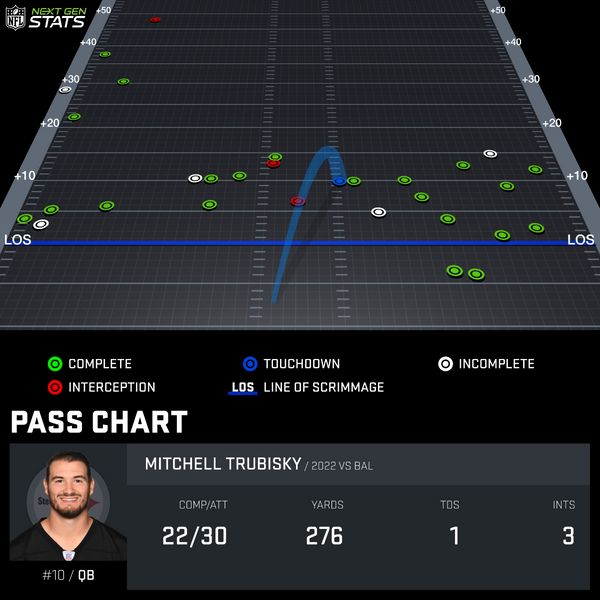 NFL
NEXT GEN
STATS
+50 +50
+40 +40
+30 +30
+20 +20
+10 +10
LOS LOS
COMPLETE TOUCHDOWN INCOMPLETE
INTERCEPTION LOS LINE OF SCRIMMAGE
PASS CHART
MITCHELL TRUBISKY / 2022 VS BAL
COMP/ATT YARDS TDS INTS
22/30 276 1 3
#10 / QB